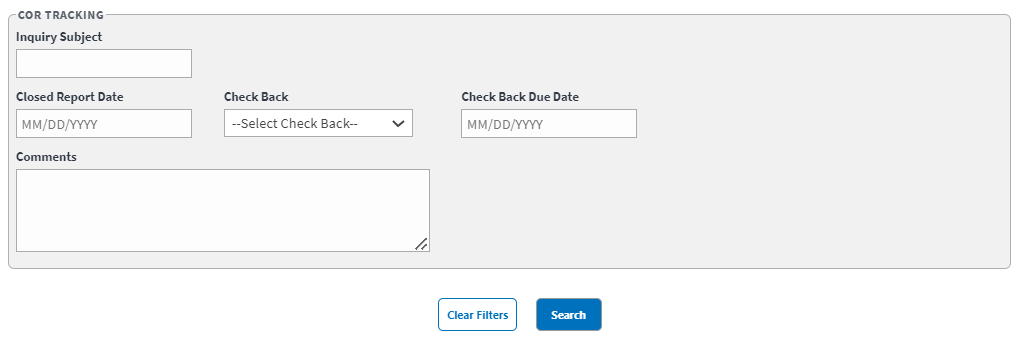 COR TRACKING
Inquiry Subject
Closed Report Date Check Back Check Back Due Date
MM/DD/YYYY --Select Check Back-- MM/DD/YYYY
Comments
Clear Filters Search